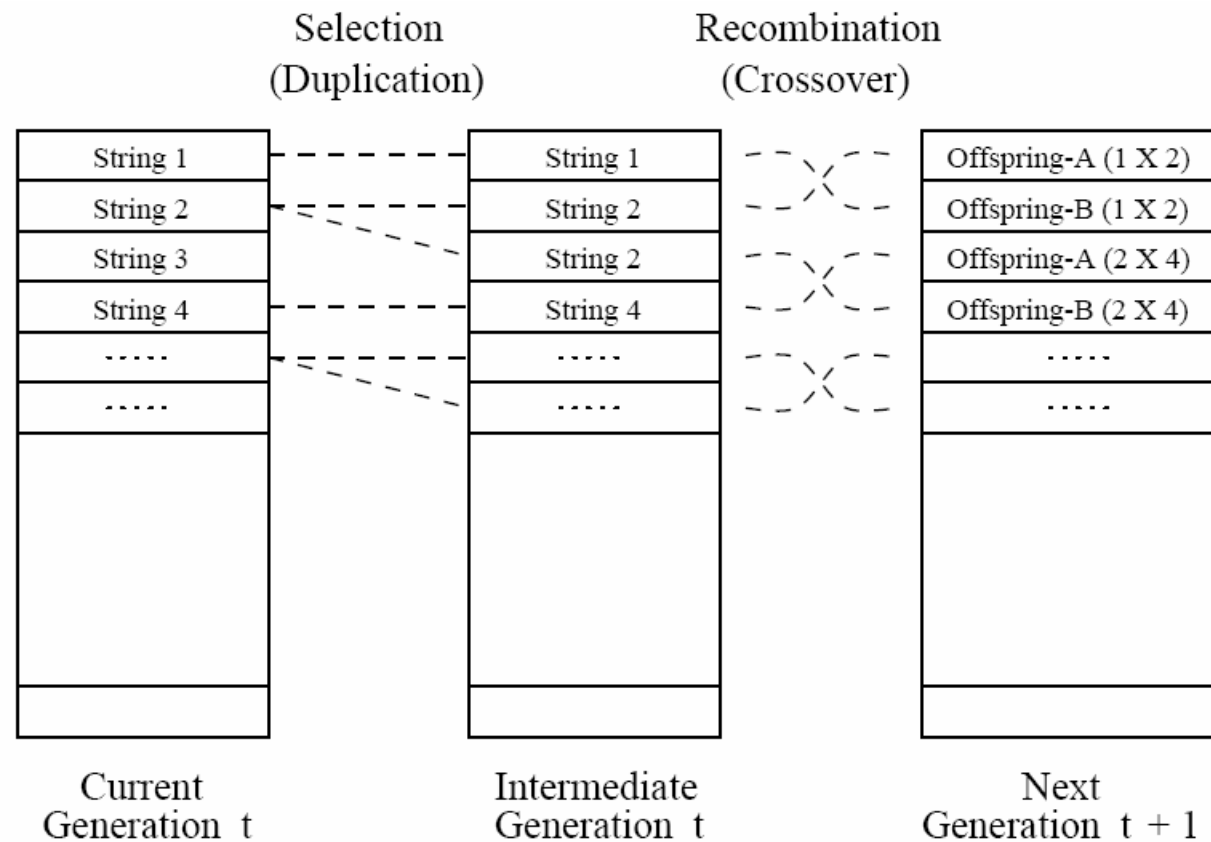 Selection
(Duplication)
Recombination
(Crossover)
String 1
String 2
String 3
String 4
.....
.....
String 1
String 2
String 2
String 4
.....
.....
Offspring-A (1 X 2)
Offspring-B (1 X 2)
Offspring-A (2 X 4)
Offspring-B (2 X 4)
.....
.....
Current
Generation t
Intermediate
Generation t
Next
Generation t + 1